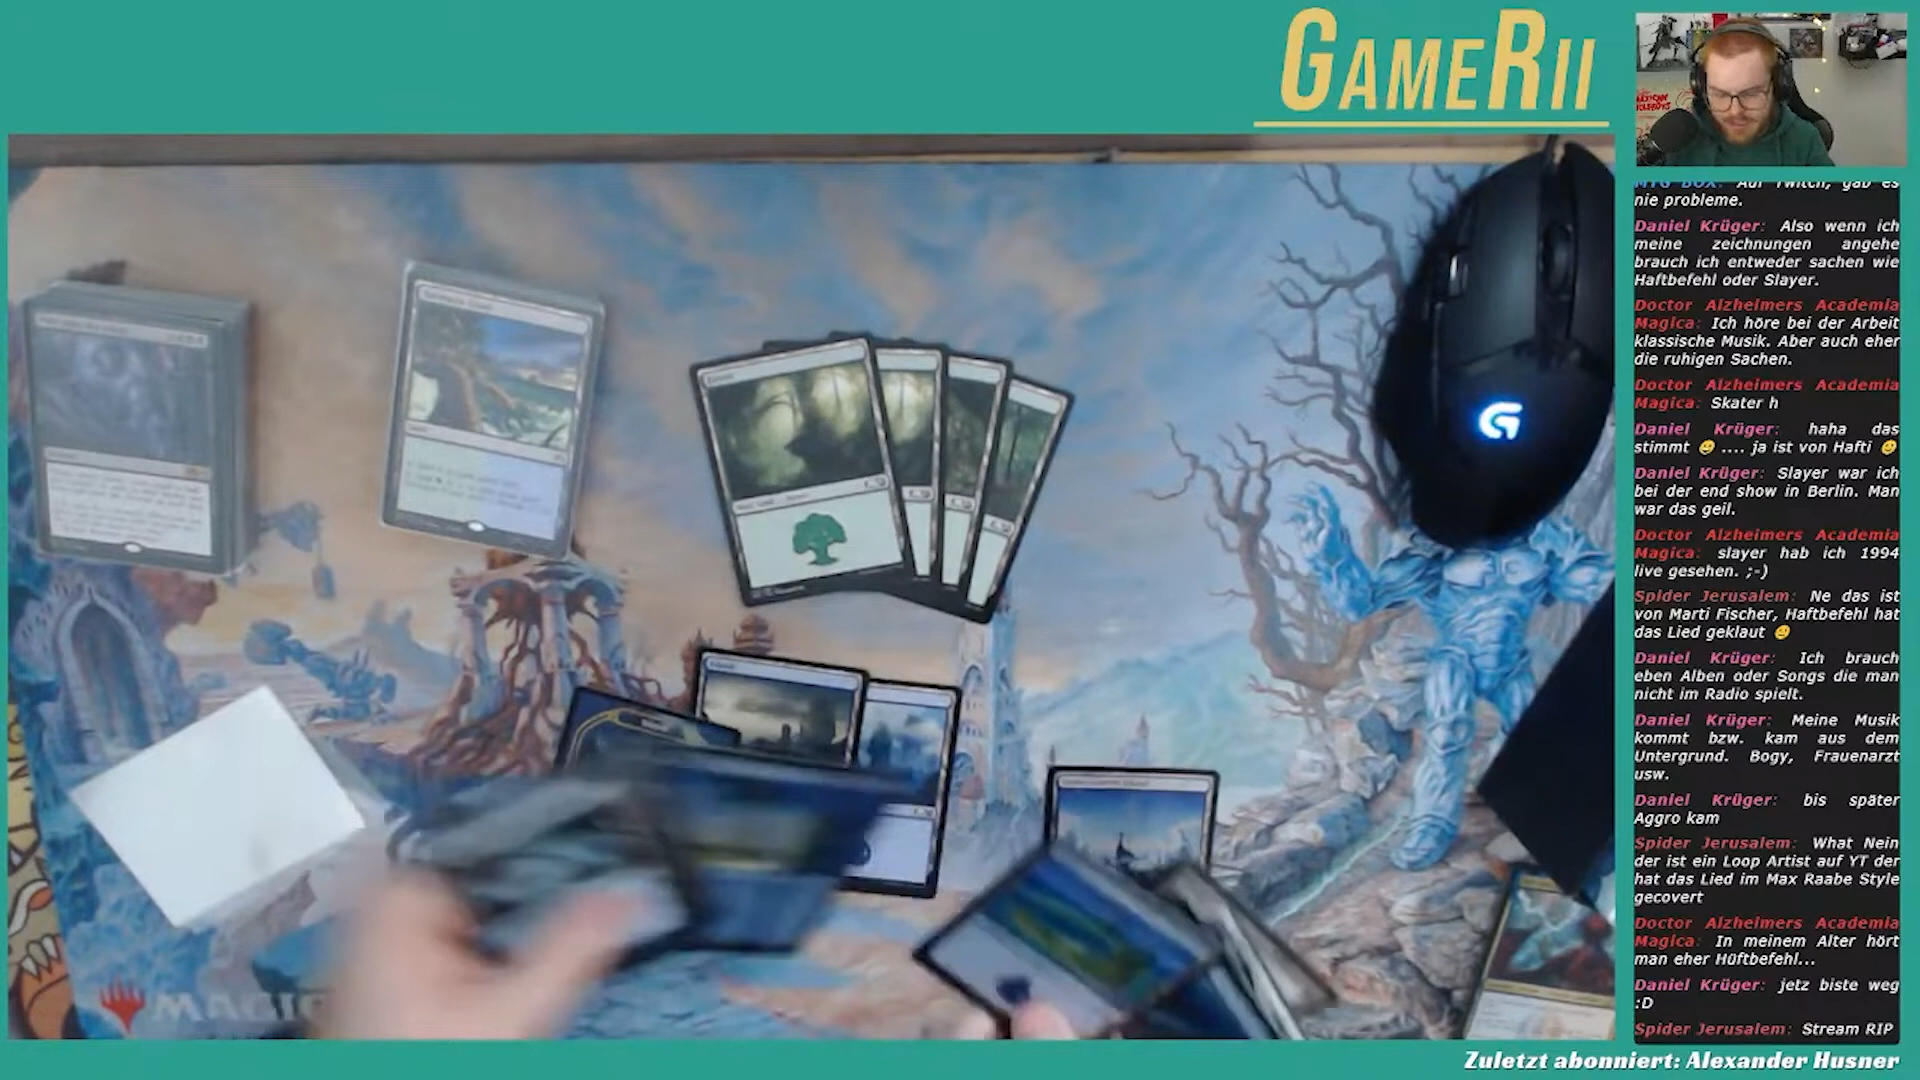 GAMERII
MTG BOX: Auf Twitch, gab es
nie probleme.
Daniel Krüger: Also wenn ich
meine zeichnungen angehe
brauch ich entweder sachen wie
Haftbefehl oder Slayer.
Doctor Alzheimers Academia
Magica: Ich höre bei der Arbeit
klassische Musik. Aber auch eher
die ruhigen Sachen.
Doctor Alzheimers Academia
Magica: Skater h
Daniel Krüger: haha das
stimmt 🙂 .... ja ist von Hafti 🙂
Daniel Krüger: Slayer war ich
bei der end show in Berlin. Man
war das geil.
Doctor Alzheimers Academia
Magica: slayer hab ich 1994
live gesehen. ;-)
Spider Jerusalem: Ne das ist
von Marti Fischer, Haftbefehl hat
das Lied geklaut 🙂
Daniel Krüger: Ich brauch
eben Alben oder Songs die man
nicht im Radio spielt.
Daniel Krüger: Meine Musik
kommt bzw. kam aus dem
Untergrund. Bogy, Frauenarzt
usw.
Daniel Krüger: bis später
Aggro kam
Spider Jerusalem: What Nein
der ist ein Loop Artist auf YT der
hat das Lied im Max Raabe Style
gecovert
Doctor Alzheimers Academia
Magica: In meinem Alter hört
man eher Hüftbefehl...
Daniel Krüger: jetz biste weg
:D
Spider Jerusalem: Stream RIP
MAGIC
Zuletzt abonniert: Alexander Husner